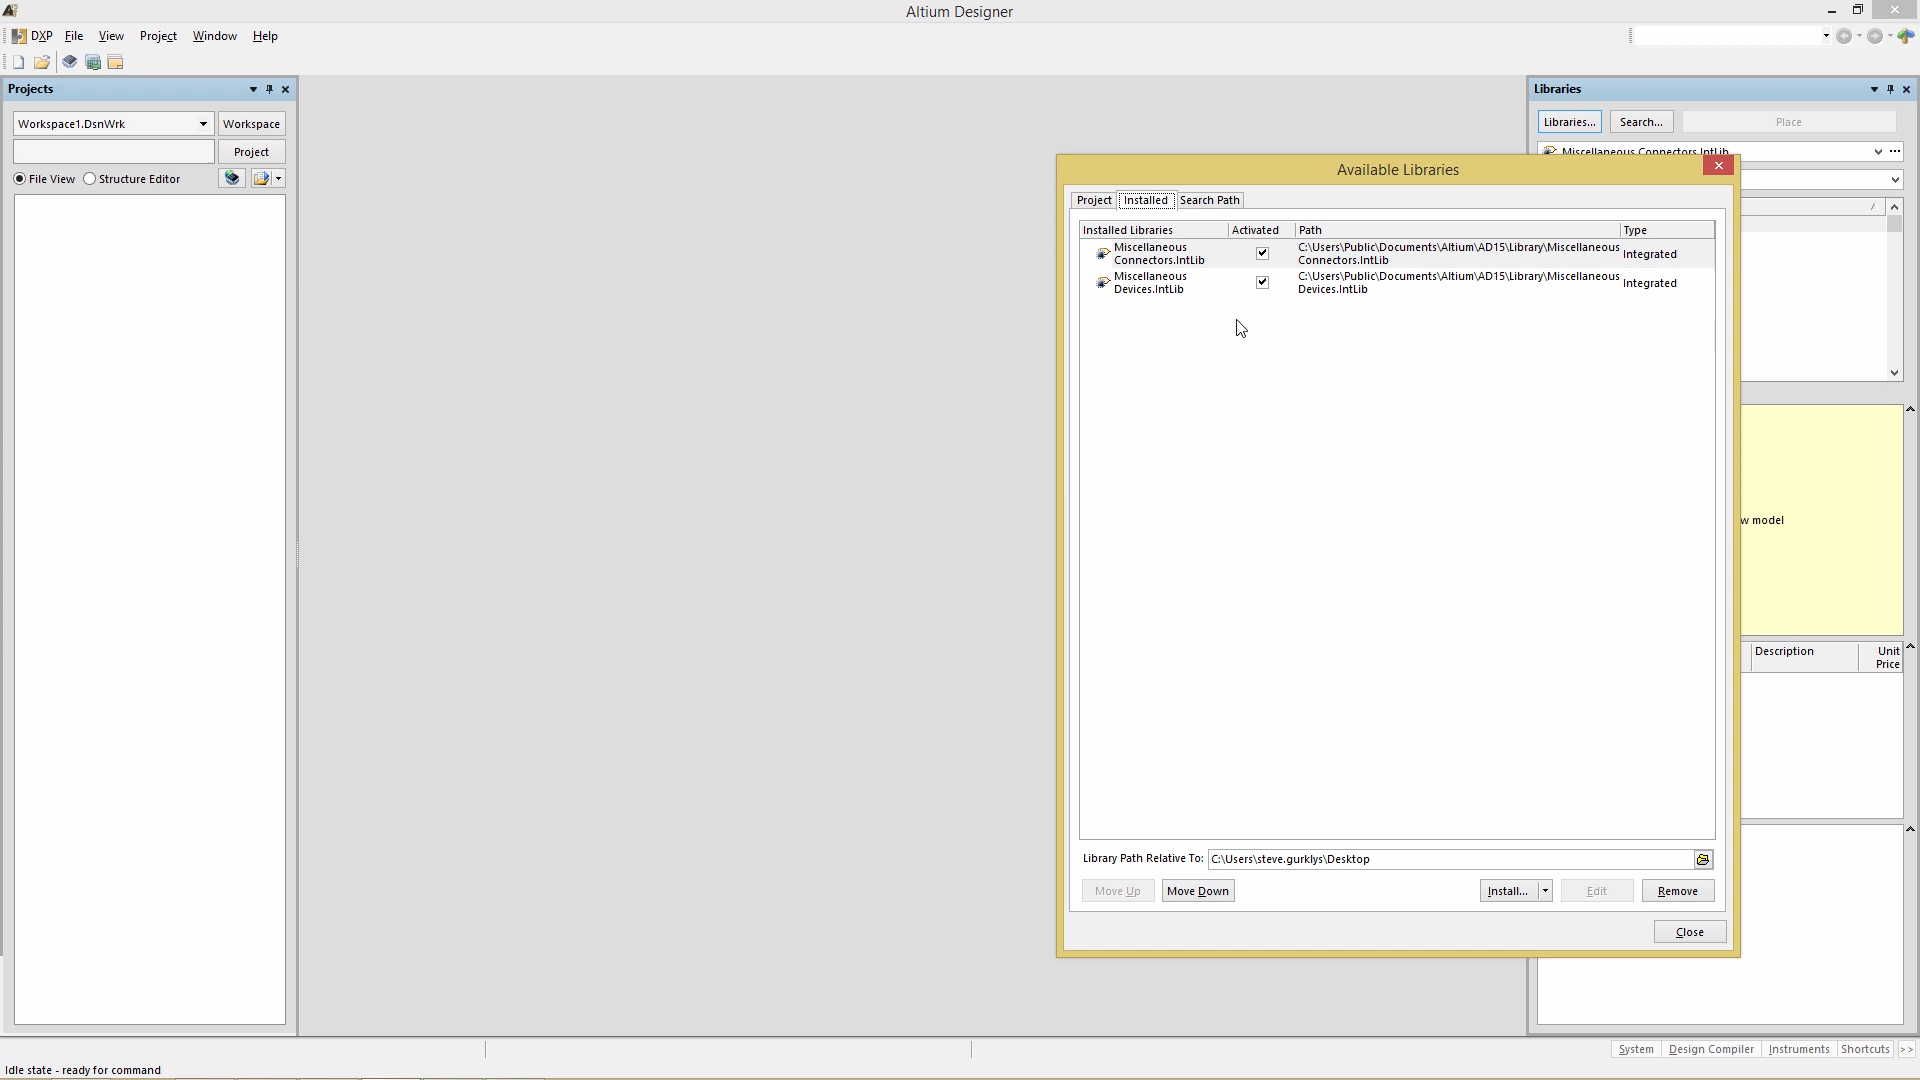 Altium Designer
DXP File View Project Window Help
Projects
Workspace1.DsnWrk Workspace
Project
File View Structure Editor
Libraries
Libraries... Search... Place
Miscellaneous Connectors.IntLib
Available Libraries
Project Installed Search Path
Installed Libraries Activated Path Type
Miscellaneous Connectors.IntLib C:\Users\Public\Documents\Altium\AD15\Library\Miscellaneous Connectors.IntLib Integrated
Miscellaneous Devices.IntLib C:\Users\Public\Documents\Altium\AD15\Library\Miscellaneous Devices.IntLib Integrated
w model
Description Unit Price
Library Path Relative To: C:\Users\steve.gurklys\Desktop
Move Up Move Down Install... Edit Remove
Close
System Design Compiler Instruments Shortcuts >>
Idle state - ready for command